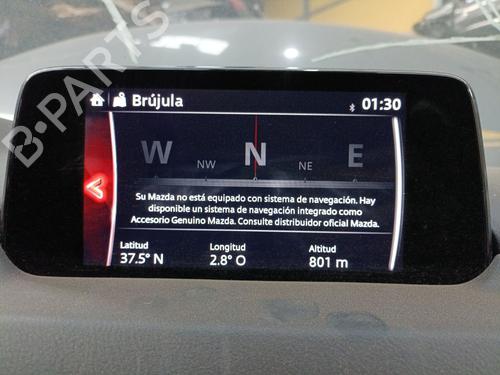 B-PARTS
Brújula
01:30
W NW N NE E
Su Mazda no está equipado con sistema de navegación. Hay
disponible un sistema de navegación integrado como
Accesorio Genuino Mazda. Consulte distribuidor oficial Mazda.
Latitud Longitud Altitud
37.5° N 2.8° O 801 m